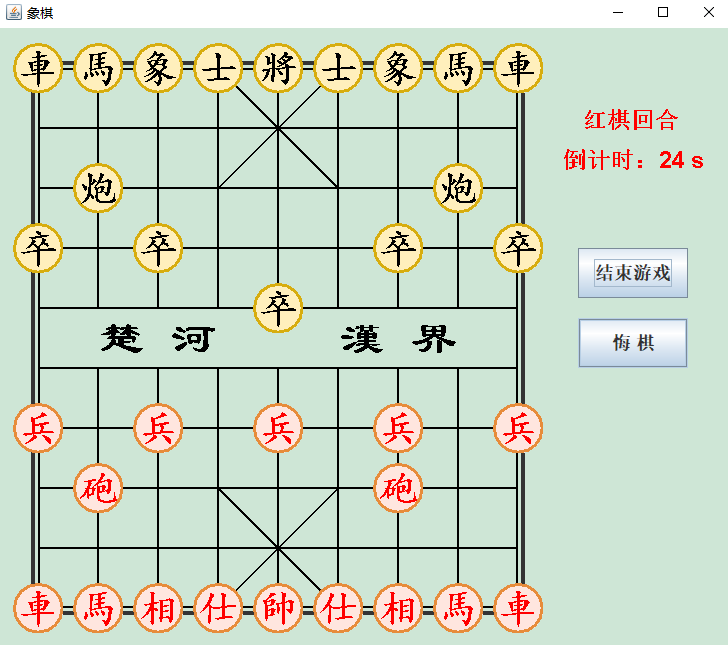 象棋
車馬象士將士象馬車
红棋回合
倒计时：24 s
炮 炮
卒 卒 卒 卒
结束游戏
卒
楚 河 漢 界
悔 棋
兵 兵 兵 兵 兵
砲 砲
車馬相仕帥仕相馬車